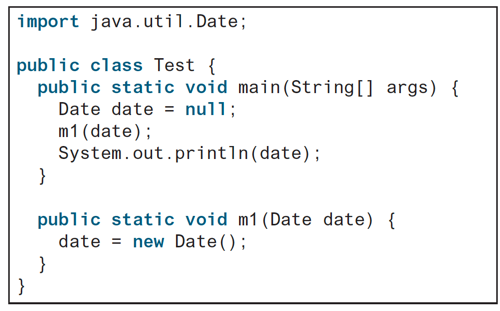 import java.util.Date;

public class Test {
  public static void main(String[] args) {
    Date date = null;
    m1(date);
    System.out.println(date);
  }

  public static void m1(Date date) {
    date = new Date();
  }
}